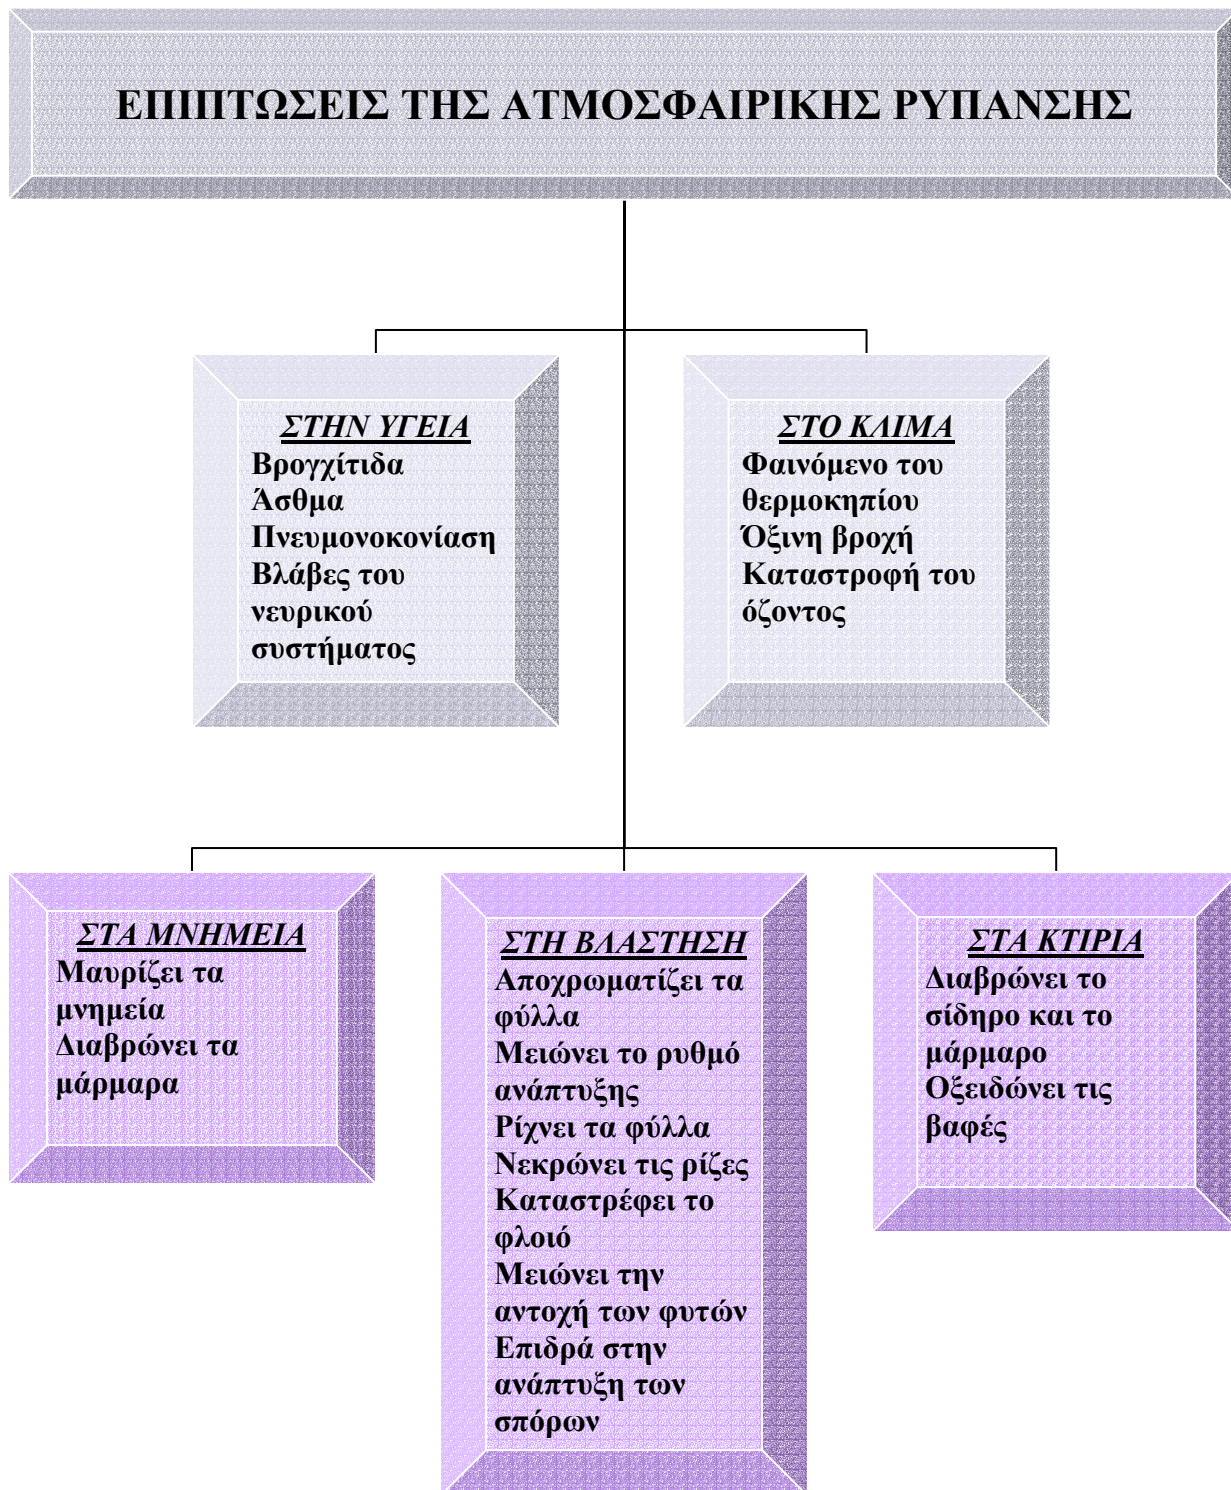 ΕΠΙΠΤΩΣΕΙΣ ΤΗΣ ΑΤΜΟΣΦΑΙΡΙΚΗΣ ΡΥΠΑΝΣΗΣ
ΣΤΗΝ ΥΓΕΙΑ
Βρογχίτιδα
Άσθμα
Πνευμονοκονίαση
Βλάβες του
νευρικού
συστήματος
ΣΤΟ ΚΛΙΜΑ
Φαινόμενο του
θερμοκηπίου
Όξινη βροχή
Καταστροφή του
όζοντος
ΣΤΑ ΜΝΗΜΕΙΑ
Μαυρίζει τα
μνημεία
Διαβρώνει τα
μάρμαρα
ΣΤΗ ΒΛΑΣΤΗΣΗ
Αποχρωματίζει τα
φύλλα
Μειώνει το ρυθμό
ανάπτυξης
Ρίχνει τα φύλλα
Νεκρώνει τις ρίζες
Καταστρέφει το
φλοιό
Μειώνει την
αντοχή των φυτών
Επιδρά στην
ανάπτυξη των
σπόρων
ΣΤΑ ΚΤΙΡΙΑ
Διαβρώνει το
σίδηρο και το
μάρμαρο
Οξειδώνει τις
βαφές